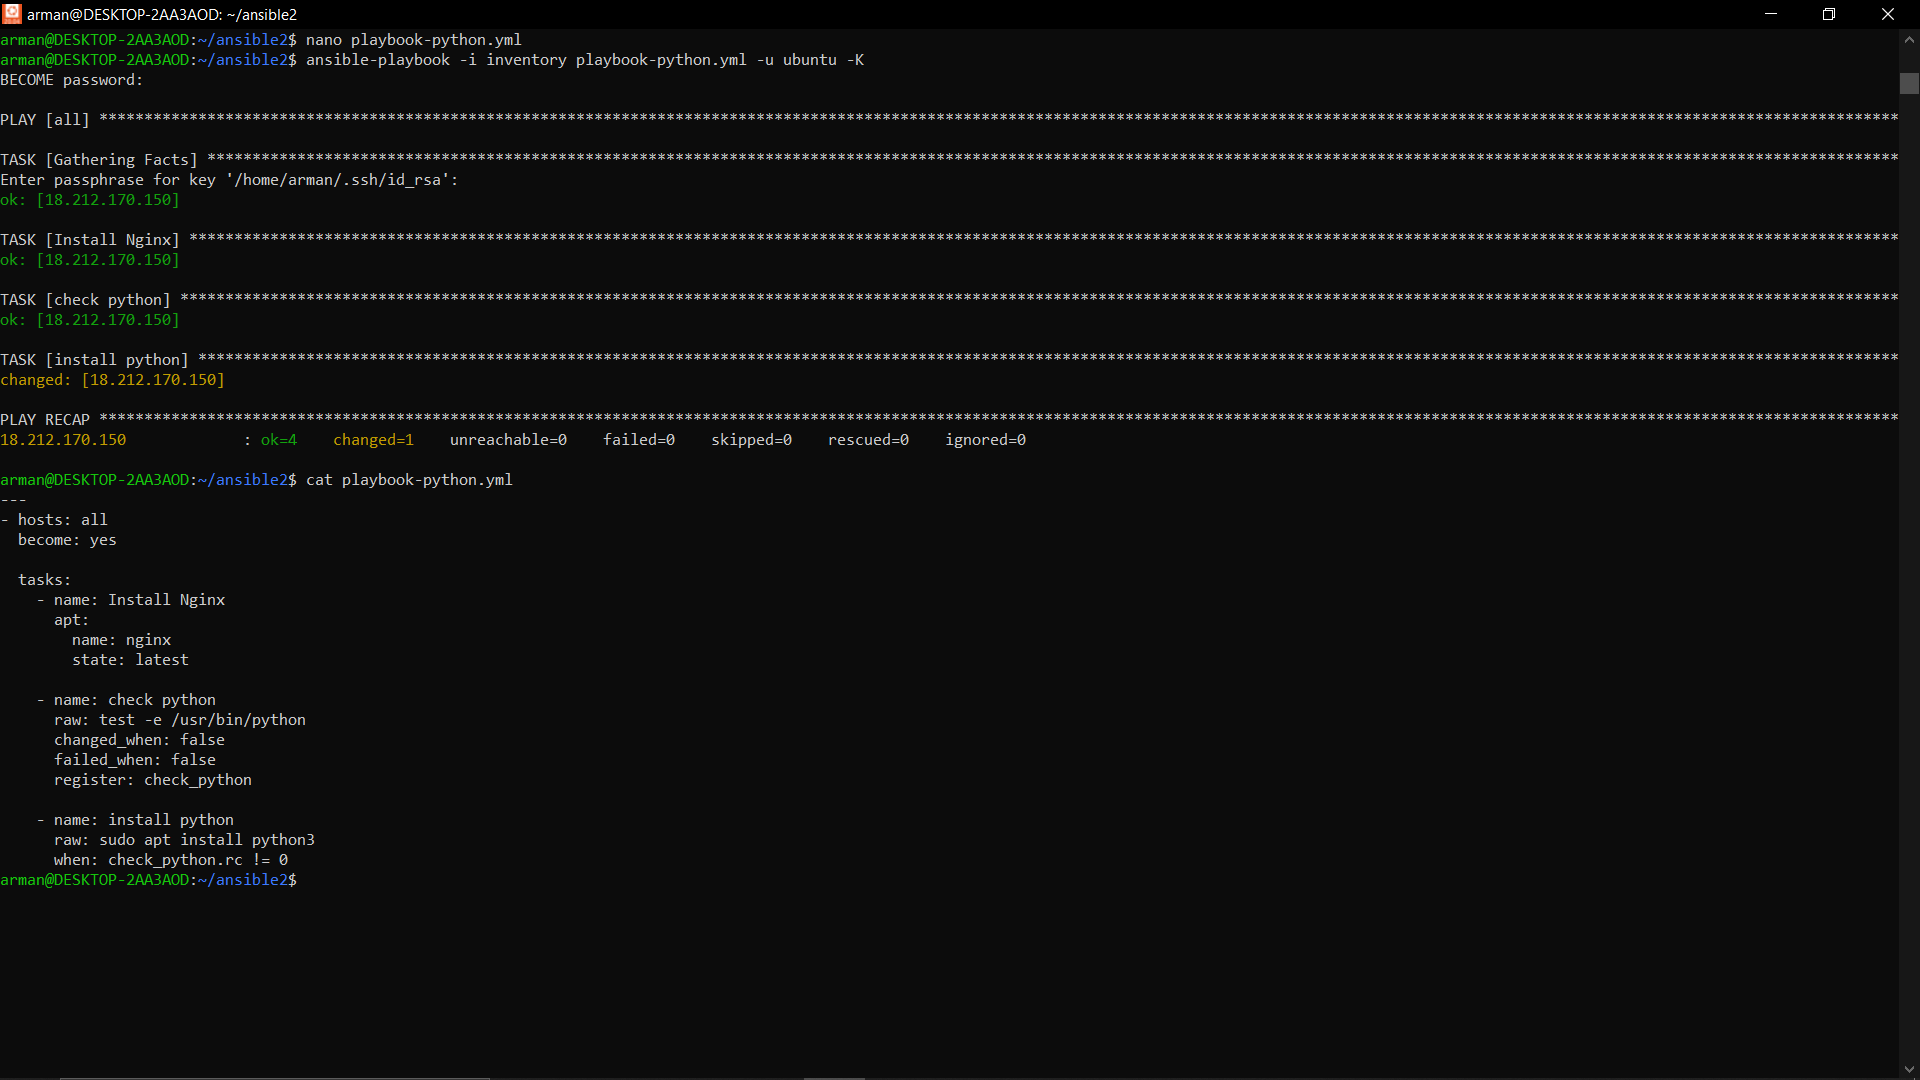 arman@DESKTOP-2AA3AOD: ~/ansible2
arman@DESKTOP-2AA3AOD:~/ansible2$ nano playbook-python.yml
arman@DESKTOP-2AA3AOD:~/ansible2$ ansible-playbook -i inventory playbook-python.yml -u ubuntu -K
BECOME password:
PLAY [all] ****************************************************************************************************************************************************************************************************
TASK [Gathering Facts] ****************************************************************************************************************************************************************************************
Enter passphrase for key '/home/arman/.ssh/id_rsa':
ok: [18.212.170.150]
TASK [Install Nginx] ******************************************************************************************************************************************************************************************
ok: [18.212.170.150]
TASK [check python] *******************************************************************************************************************************************************************************************
ok: [18.212.170.150]
TASK [install python] *****************************************************************************************************************************************************************************************
changed: [18.212.170.150]
PLAY RECAP ****************************************************************************************************************************************************************************************************
18.212.170.150             : ok=4    changed=1    unreachable=0    failed=0    skipped=0    rescued=0    ignored=0
arman@DESKTOP-2AA3AOD:~/ansible2$ cat playbook-python.yml
---
- hosts: all
  become: yes
  tasks:
    - name: Install Nginx
      apt:
        name: nginx
        state: latest
    - name: check python
      raw: test -e /usr/bin/python
      changed_when: false
      failed_when: false
      register: check_python
    - name: install python
      raw: sudo apt install python3
      when: check_python.rc != 0
arman@DESKTOP-2AA3AOD:~/ansible2$